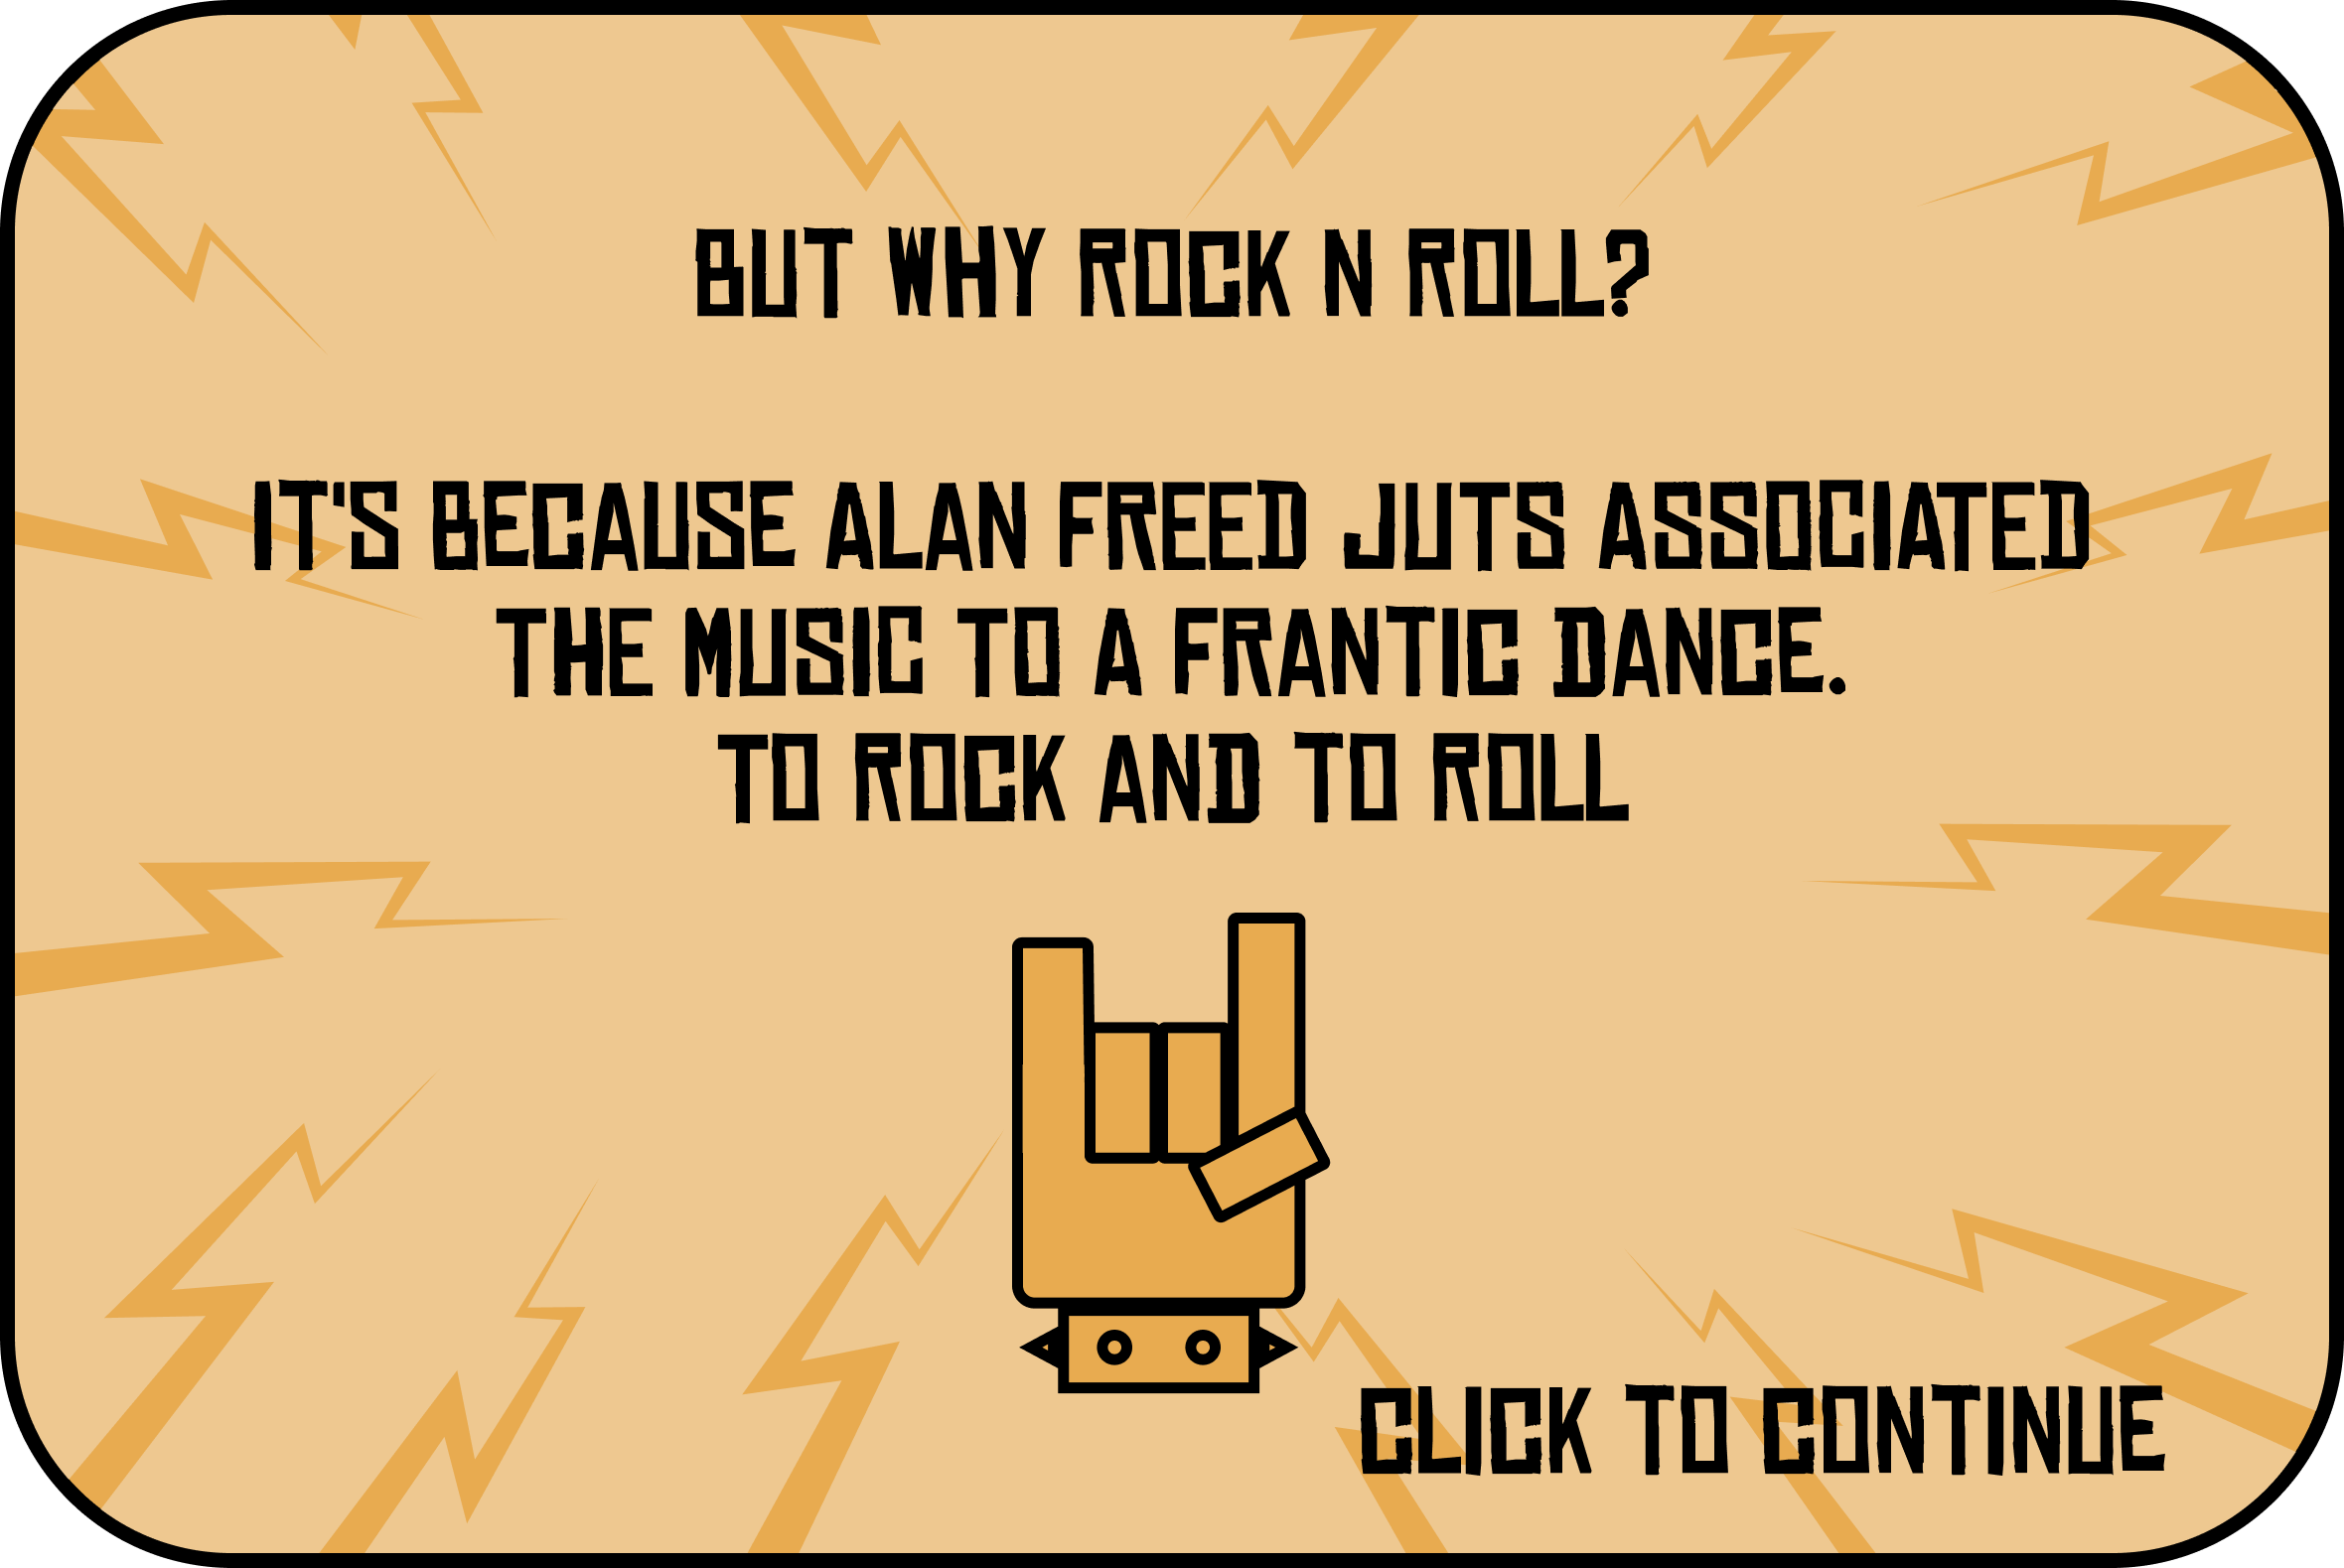 BUT WHY ROCK N ROLL?
IT'S BECAUSE ALAN FREED JUTS ASSOCIATED
THE MUSIC TO A FRANTIC DANCE.
TO ROCK AND TO ROLL
CLICK TO CONTINUE